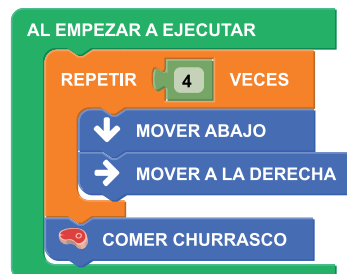 AL EMPEZAR A EJECUTAR
REPETIR 4 VECES
MOVER ABAJO
MOVER A LA DERECHA
COMER CHURRASCO